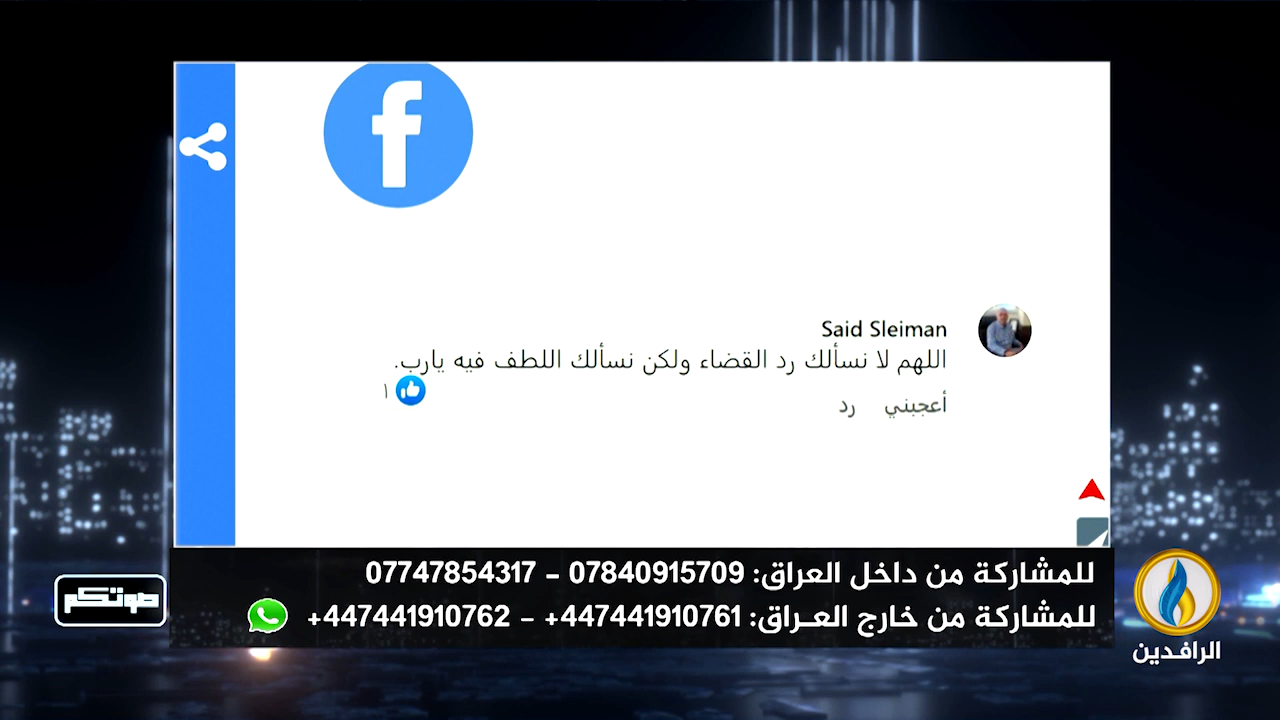 f
Said Sleiman
اللهم لا نسألك رد القضاء ولكن نسألك اللطف فيه يارب.
١
أعجبني رد
للمشاركة من داخل العراق: 07840915709 - 07747854317
للمشاركة من خارج العـراق: 447441910761+ - 447441910762+
صوتكم
الرافدين